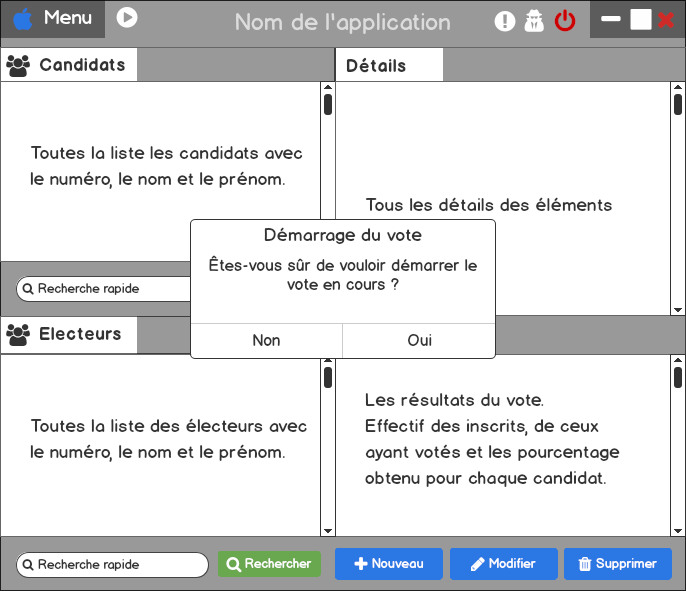 Menu
Nom de l'application
Candidats
Détails
Toutes la liste les candidats avec
le numéro, le nom et le prénom.
Tous les détails des éléments
Démarrage du vote
Êtes-vous sûr de vouloir démarrer le
vote en cours ?
Non
Oui
Recherche rapide
Electeurs
Toutes la liste des électeurs avec
le numéro, le nom et le prénom.
Les résultats du vote.
Effectif des inscrits, de ceux
ayant votés et les pourcentage
obtenu pour chaque candidat.
Recherche rapide
Rechercher
Nouveau
Modifier
Supprimer